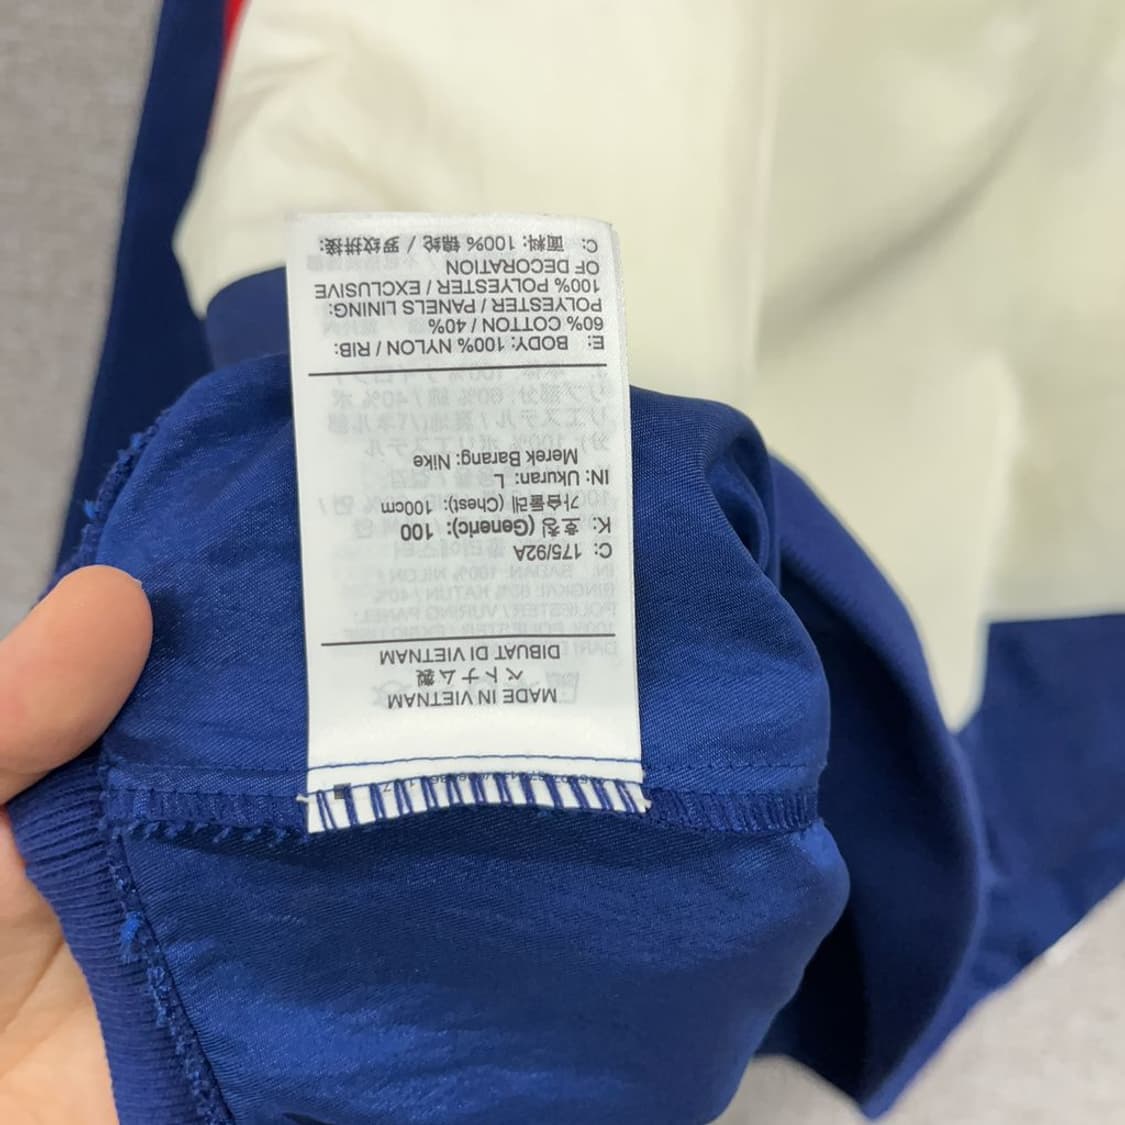 MADE IN VIETNAM
ベトナム製
DIBUAT DI VIETNAM
C: 175/92A
K: 호칭 (Generic): 100
가슴둘레 (Chest): 100cm
IN: Ukuran: L
Merek Barang: Nike
E: BODY: 100% NYLON / RIB:
60% COTTON / 40%
POLYESTER / PANELS LINING:
100% POLYESTER / EXCLUSIVE
OF DECORATION
C: 面料: 100% 锦纶 / 罗纹拼接: